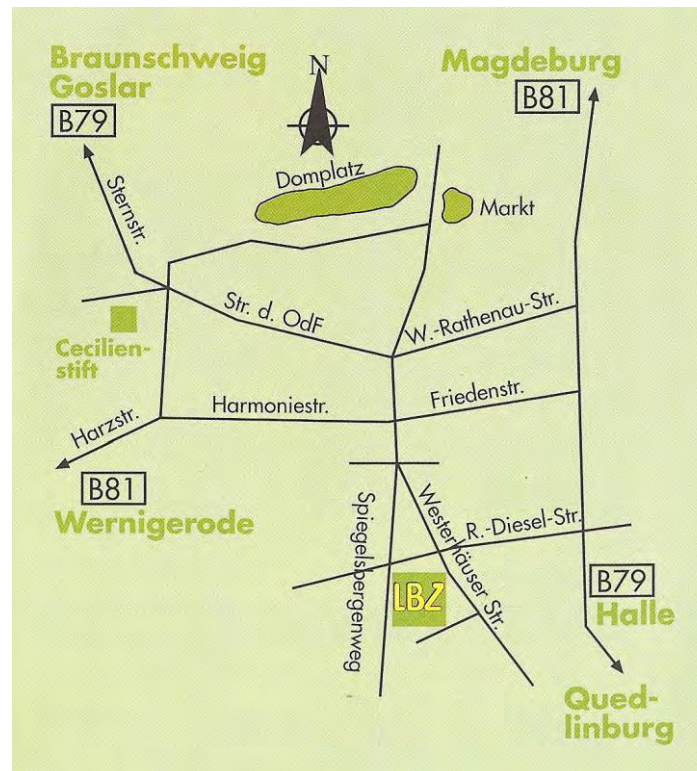 Braunschweig
Goslar
B79
N
Magdeburg
B81
Sternstr.
Domplatz
Markt
Str. d. OdF
W.-Rathenau-Str.
Cecilien-
stift
Harzstr.
Harmoniestr.
Friedenstr.
B81
Wernigerode
Spiegelsbergenweg
Westerhäuser Str.
R.-Diesel-Str.
LBZ
B79
Halle
Qued-
linburg